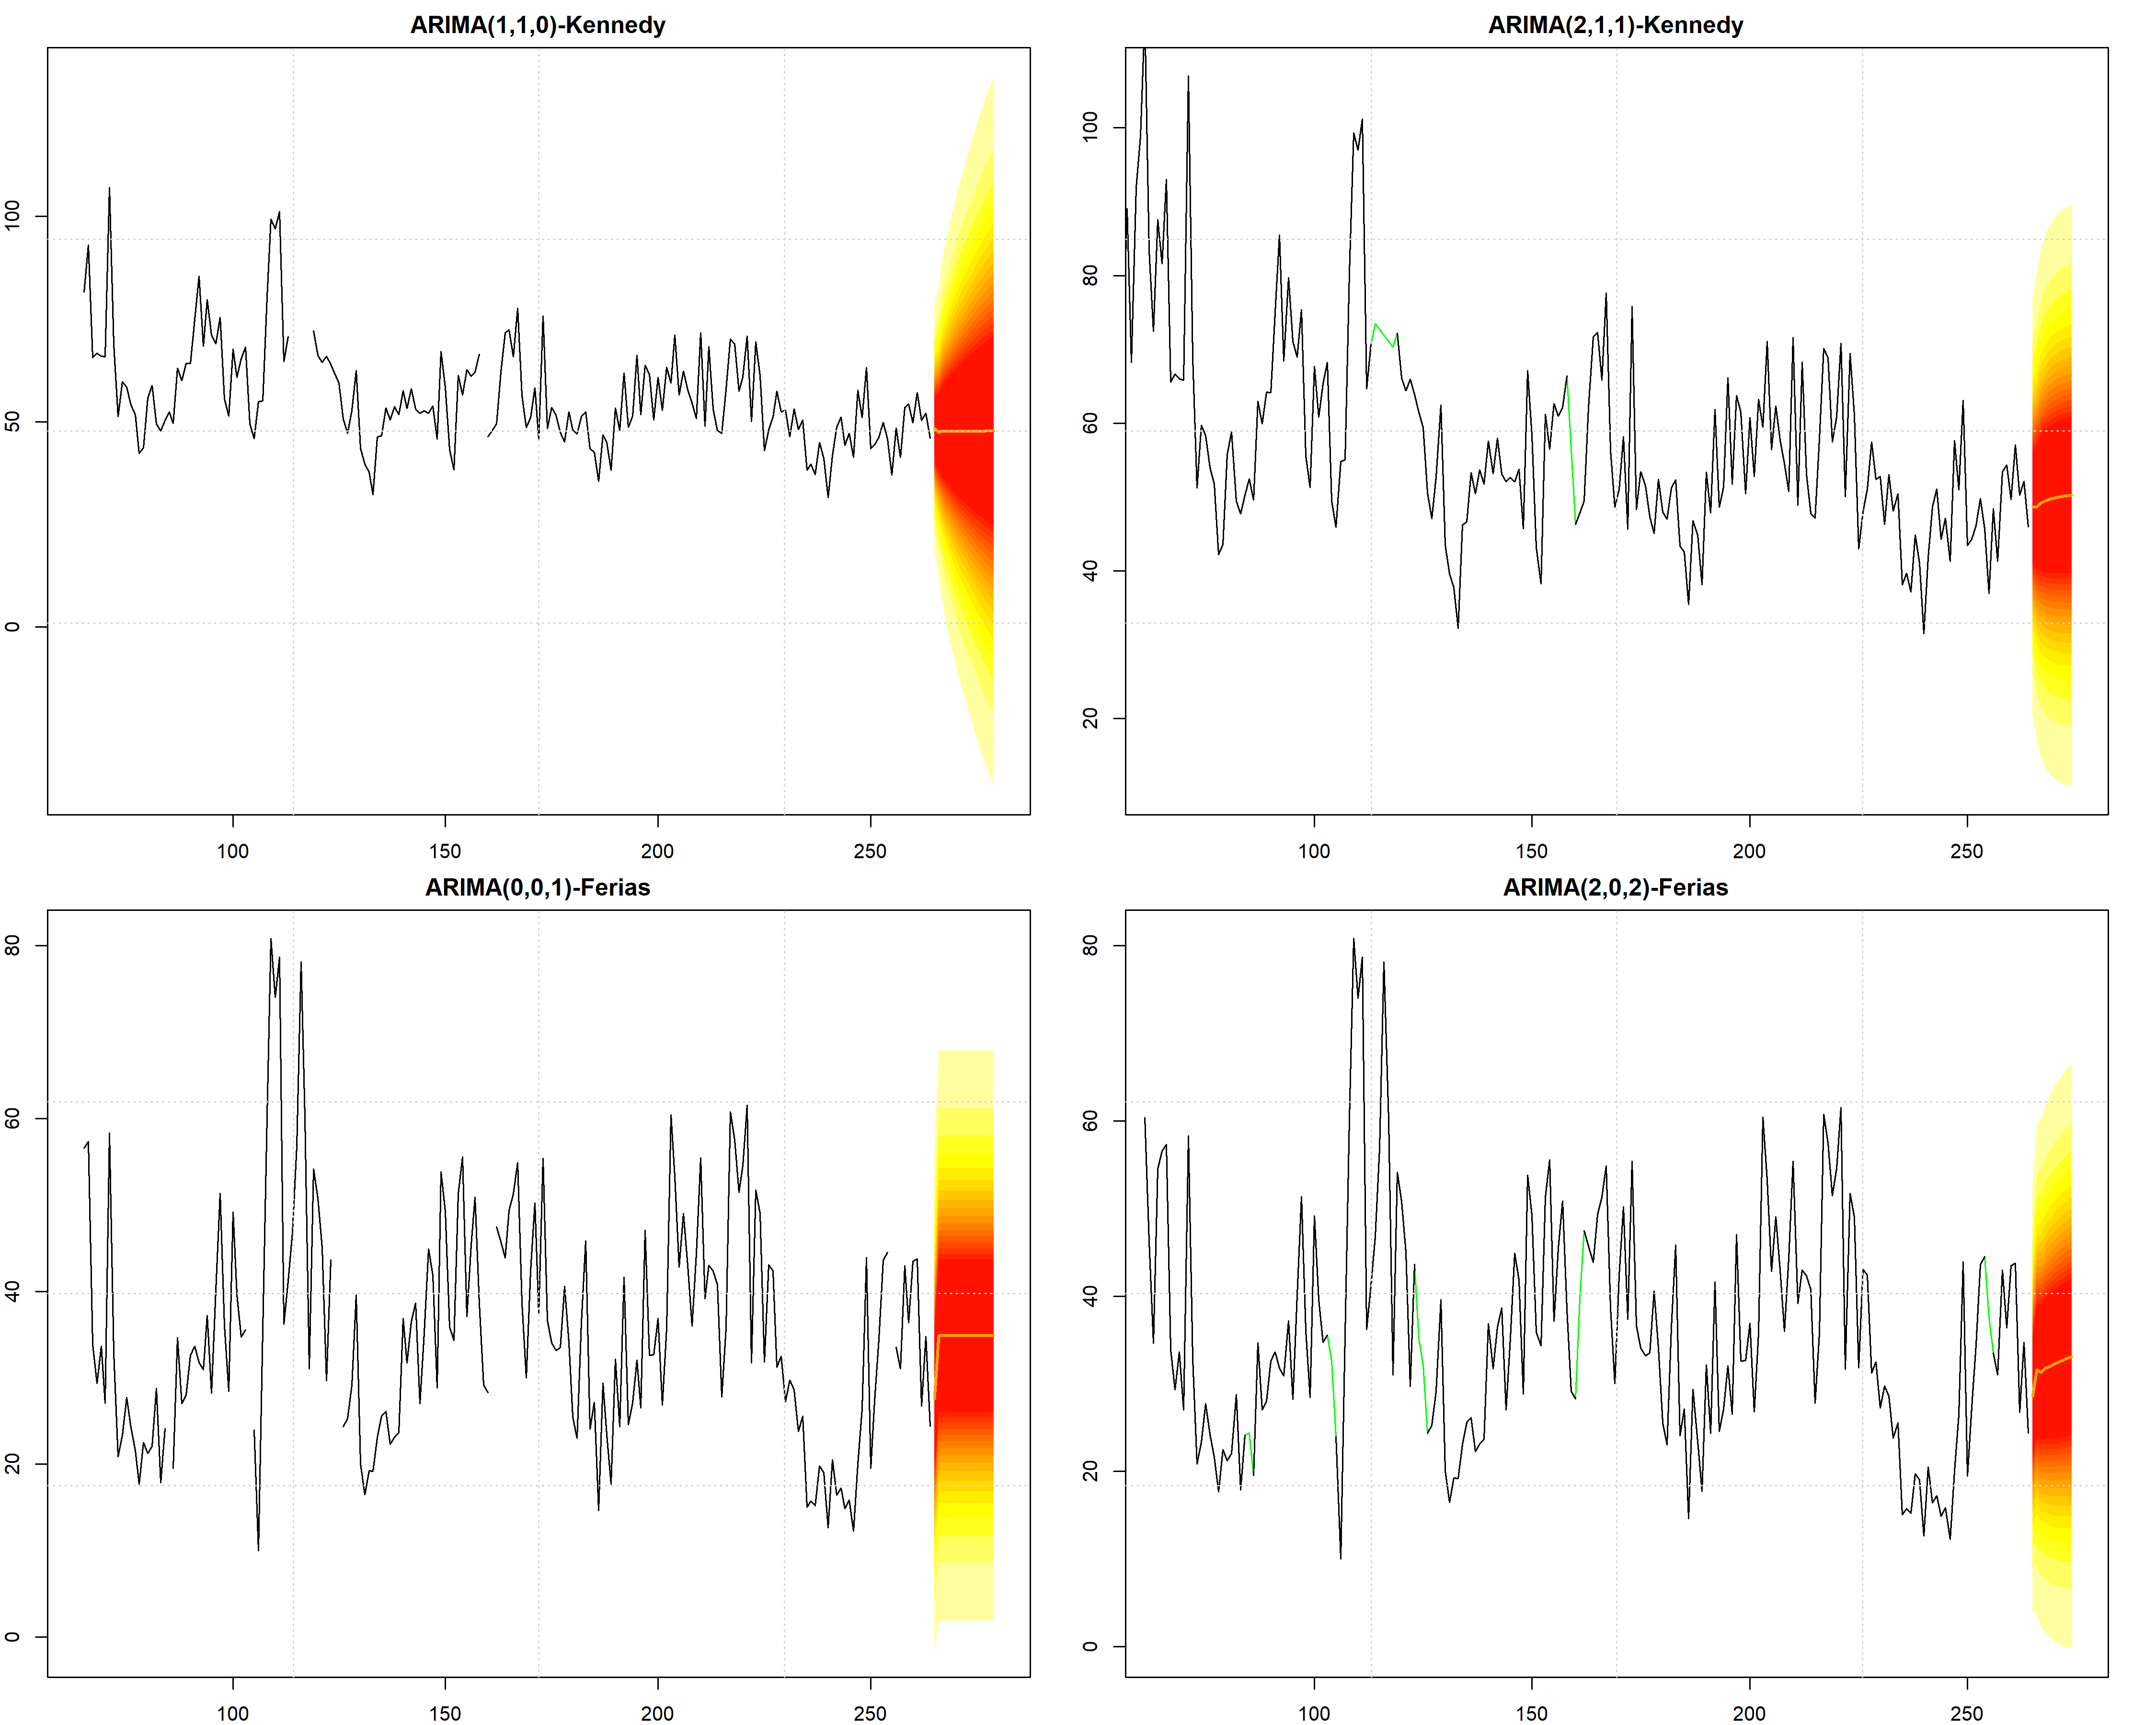 ARIMA(1,1,0)-Kennedy
100
50
0
100 150 200 250
ARIMA(2,1,1)-Kennedy
100
80
60
40
20
100 150 200 250
ARIMA(0,0,1)-Ferias
80
60
40
20
0
100 150 200 250
ARIMA(2,0,2)-Ferias
80
60
40
20
0
100 150 200 250